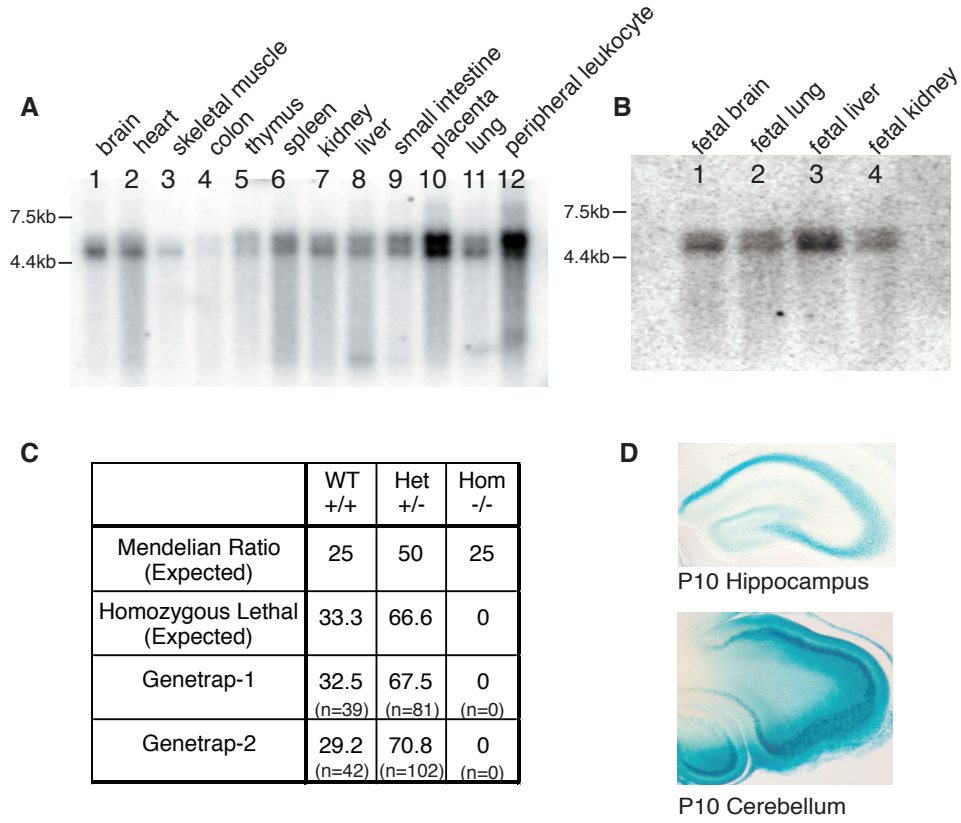 A
brain
heart
skeletal muscle
colon
thymus
spleen
kidney
liver
small intestine
placenta
lung
peripheral leukocyte
1 2 3 4 5 6 7 8 9 10 11 12
7.5kb
4.4kb
B
fetal brain
fetal lung
fetal liver
fetal kidney
1 2 3 4
7.5kb
4.4kb
C
WT Het Hom
+/+ +/- -/-
Mendelian Ratio
(Expected) 25 50 25
Homozygous Lethal
(Expected) 33.3 66.6 0
Genetrap-1 32.5 67.5 0
(n=39) (n=81) (n=0)
Genetrap-2 29.2 70.8 0
(n=42) (n=102) (n=0)
D
P10 Hippocampus
P10 Cerebellum